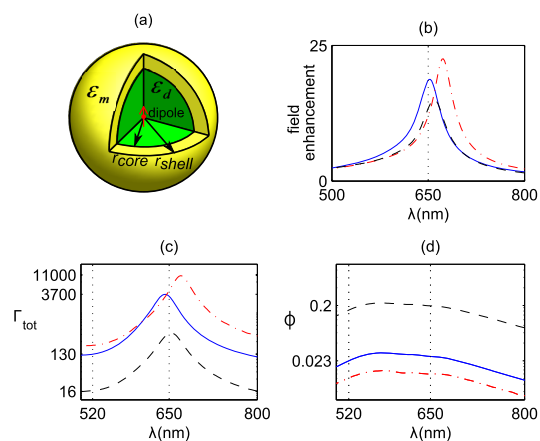 (a)
ε_m
ε_d
dipole
r_core
r_shell
(b)
25
field
enhancement
0
500
650
800
λ(nm)
(c)
11000
3700
Γ_tot
130
16
520
650
800
λ(nm)
(d)
0.2
ϕ
0.023
520
650
800
λ(nm)